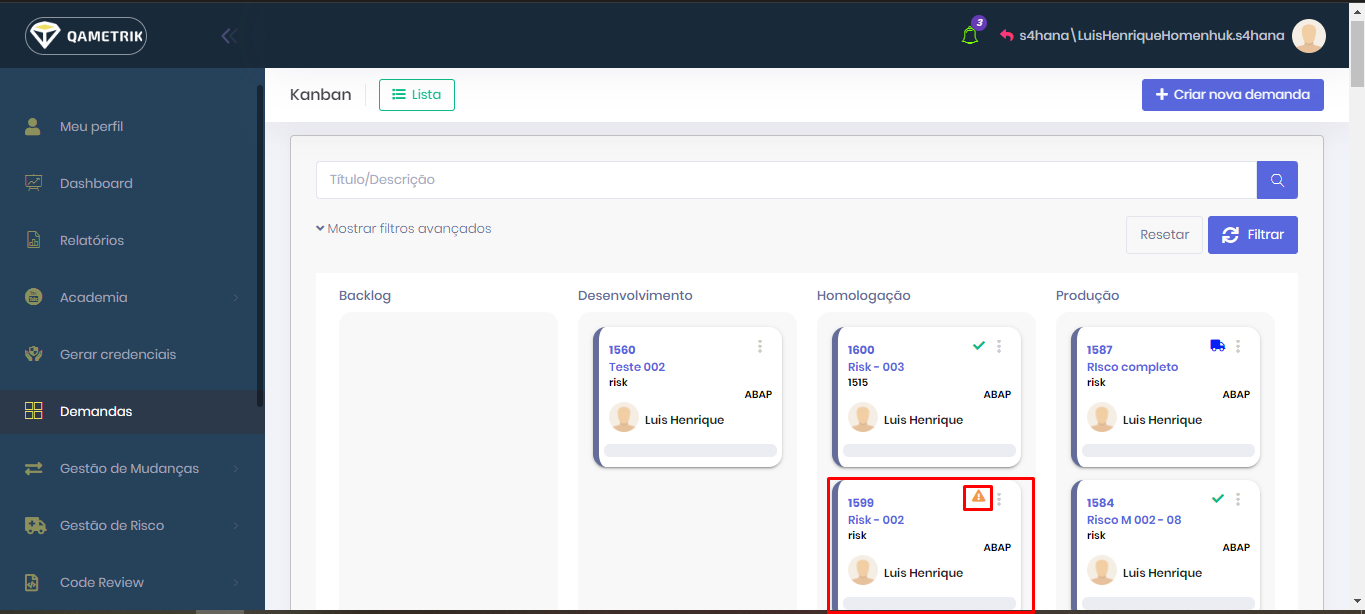 QAMETRIK
3
s4hana\LuisHenriqueHomenhuk.s4hana
Meu perfil
Dashboard
Relatórios
Academia
Gerar credenciais
Demandas
Gestão de Mudanças
Gestão de Risco
Code Review
Kanban
Lista
Criar nova demanda
Título/Descrição
Mostrar filtros avançados
Resetar
Filtrar
Backlog
Desenvolvimento
1560
Teste 002
risk
ABAP
Luis Henrique
Homologação
1600
Risk - 003
1515
ABAP
Luis Henrique
1599
Risk - 002
risk
ABAP
Luis Henrique
Produção
1587
RIsco completo
risk
ABAP
Luis Henrique
1584
Risco M 002 - 08
risk
ABAP
Luis Henrique